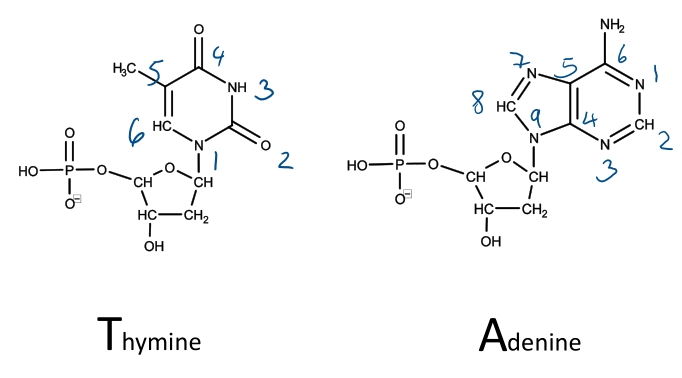 O
4
H₃C 5
NH 3
6 HC
N O
1 2
O
HO P O
O⁻
CH O CH
HC CH₂
OH
Thymine
NH₂
6
7 N 5 N 1
8 HC
9 4 CH
N N 2
3
O
HO P O
O⁻
CH O CH
HC CH₂
OH
Adenine